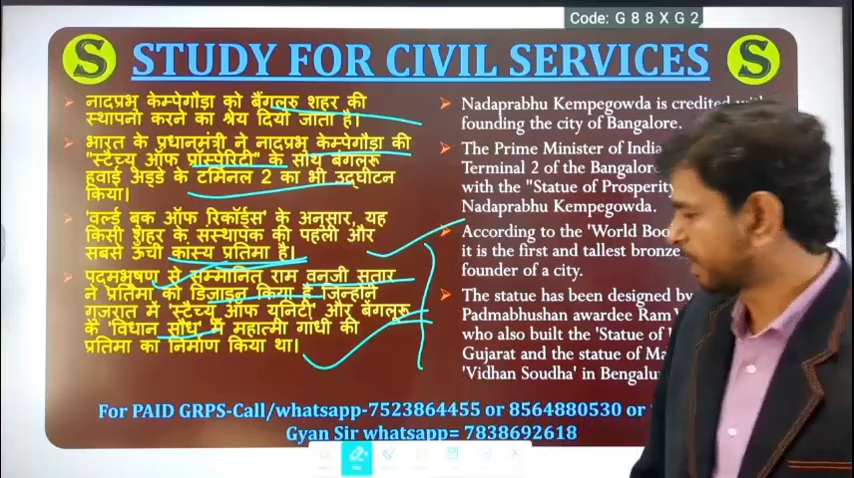 Code: G 8 8 X G 2
S STUDY FOR CIVIL SERVICES S
नादप्रभु केम्पेगौड़ा को बैंगलुरु शहर की
स्थापना करने का श्रेय दिया जाता है।
भारत के प्रधानमंत्री ने नादप्रभु केम्पेगौड़ा की
"स्टैच्यू ऑफ प्रॉस्पेरिटी" के साथ बंगलूरू
हवाई अड्डे के टर्मिनल 2 का भी उद्घाटन
किया।
'वर्ल्ड बुक ऑफ रिकॉर्ड्स' के अनुसार, यह
किसी शहर के संस्थापक की पहली और
सबसे ऊँची कांस्य प्रतिमा है।
पद्मभूषण से सम्मानित राम वनजी सुतार
ने प्रतिमा को डिज़ाइन किया है जिन्होंने
गुजरात में 'स्टैच्यू ऑफ यूनिटी' और बंगलूरू
के 'विधान सौध' में महात्मा गांधी की
प्रतिमा का निर्माण किया था।
Nadaprabhu Kempegowda is credited with
founding the city of Bangalore.
The Prime Minister of India
Terminal 2 of the Bangalore
with the "Statue of Prosperity
Nadaprabhu Kempegowda.
According to the 'World
it is the first and tallest bronze
founder of a city.
The statue has been designed by
Padmabhushan awardee Ram
who also built the 'Statue of
Gujarat and the statue of
'Vidhan Soudha' in
For PAID GRPS-Call/whatsapp-7523864455 or 8564880530 or
Gyan Sir whatsapp= 7838692618